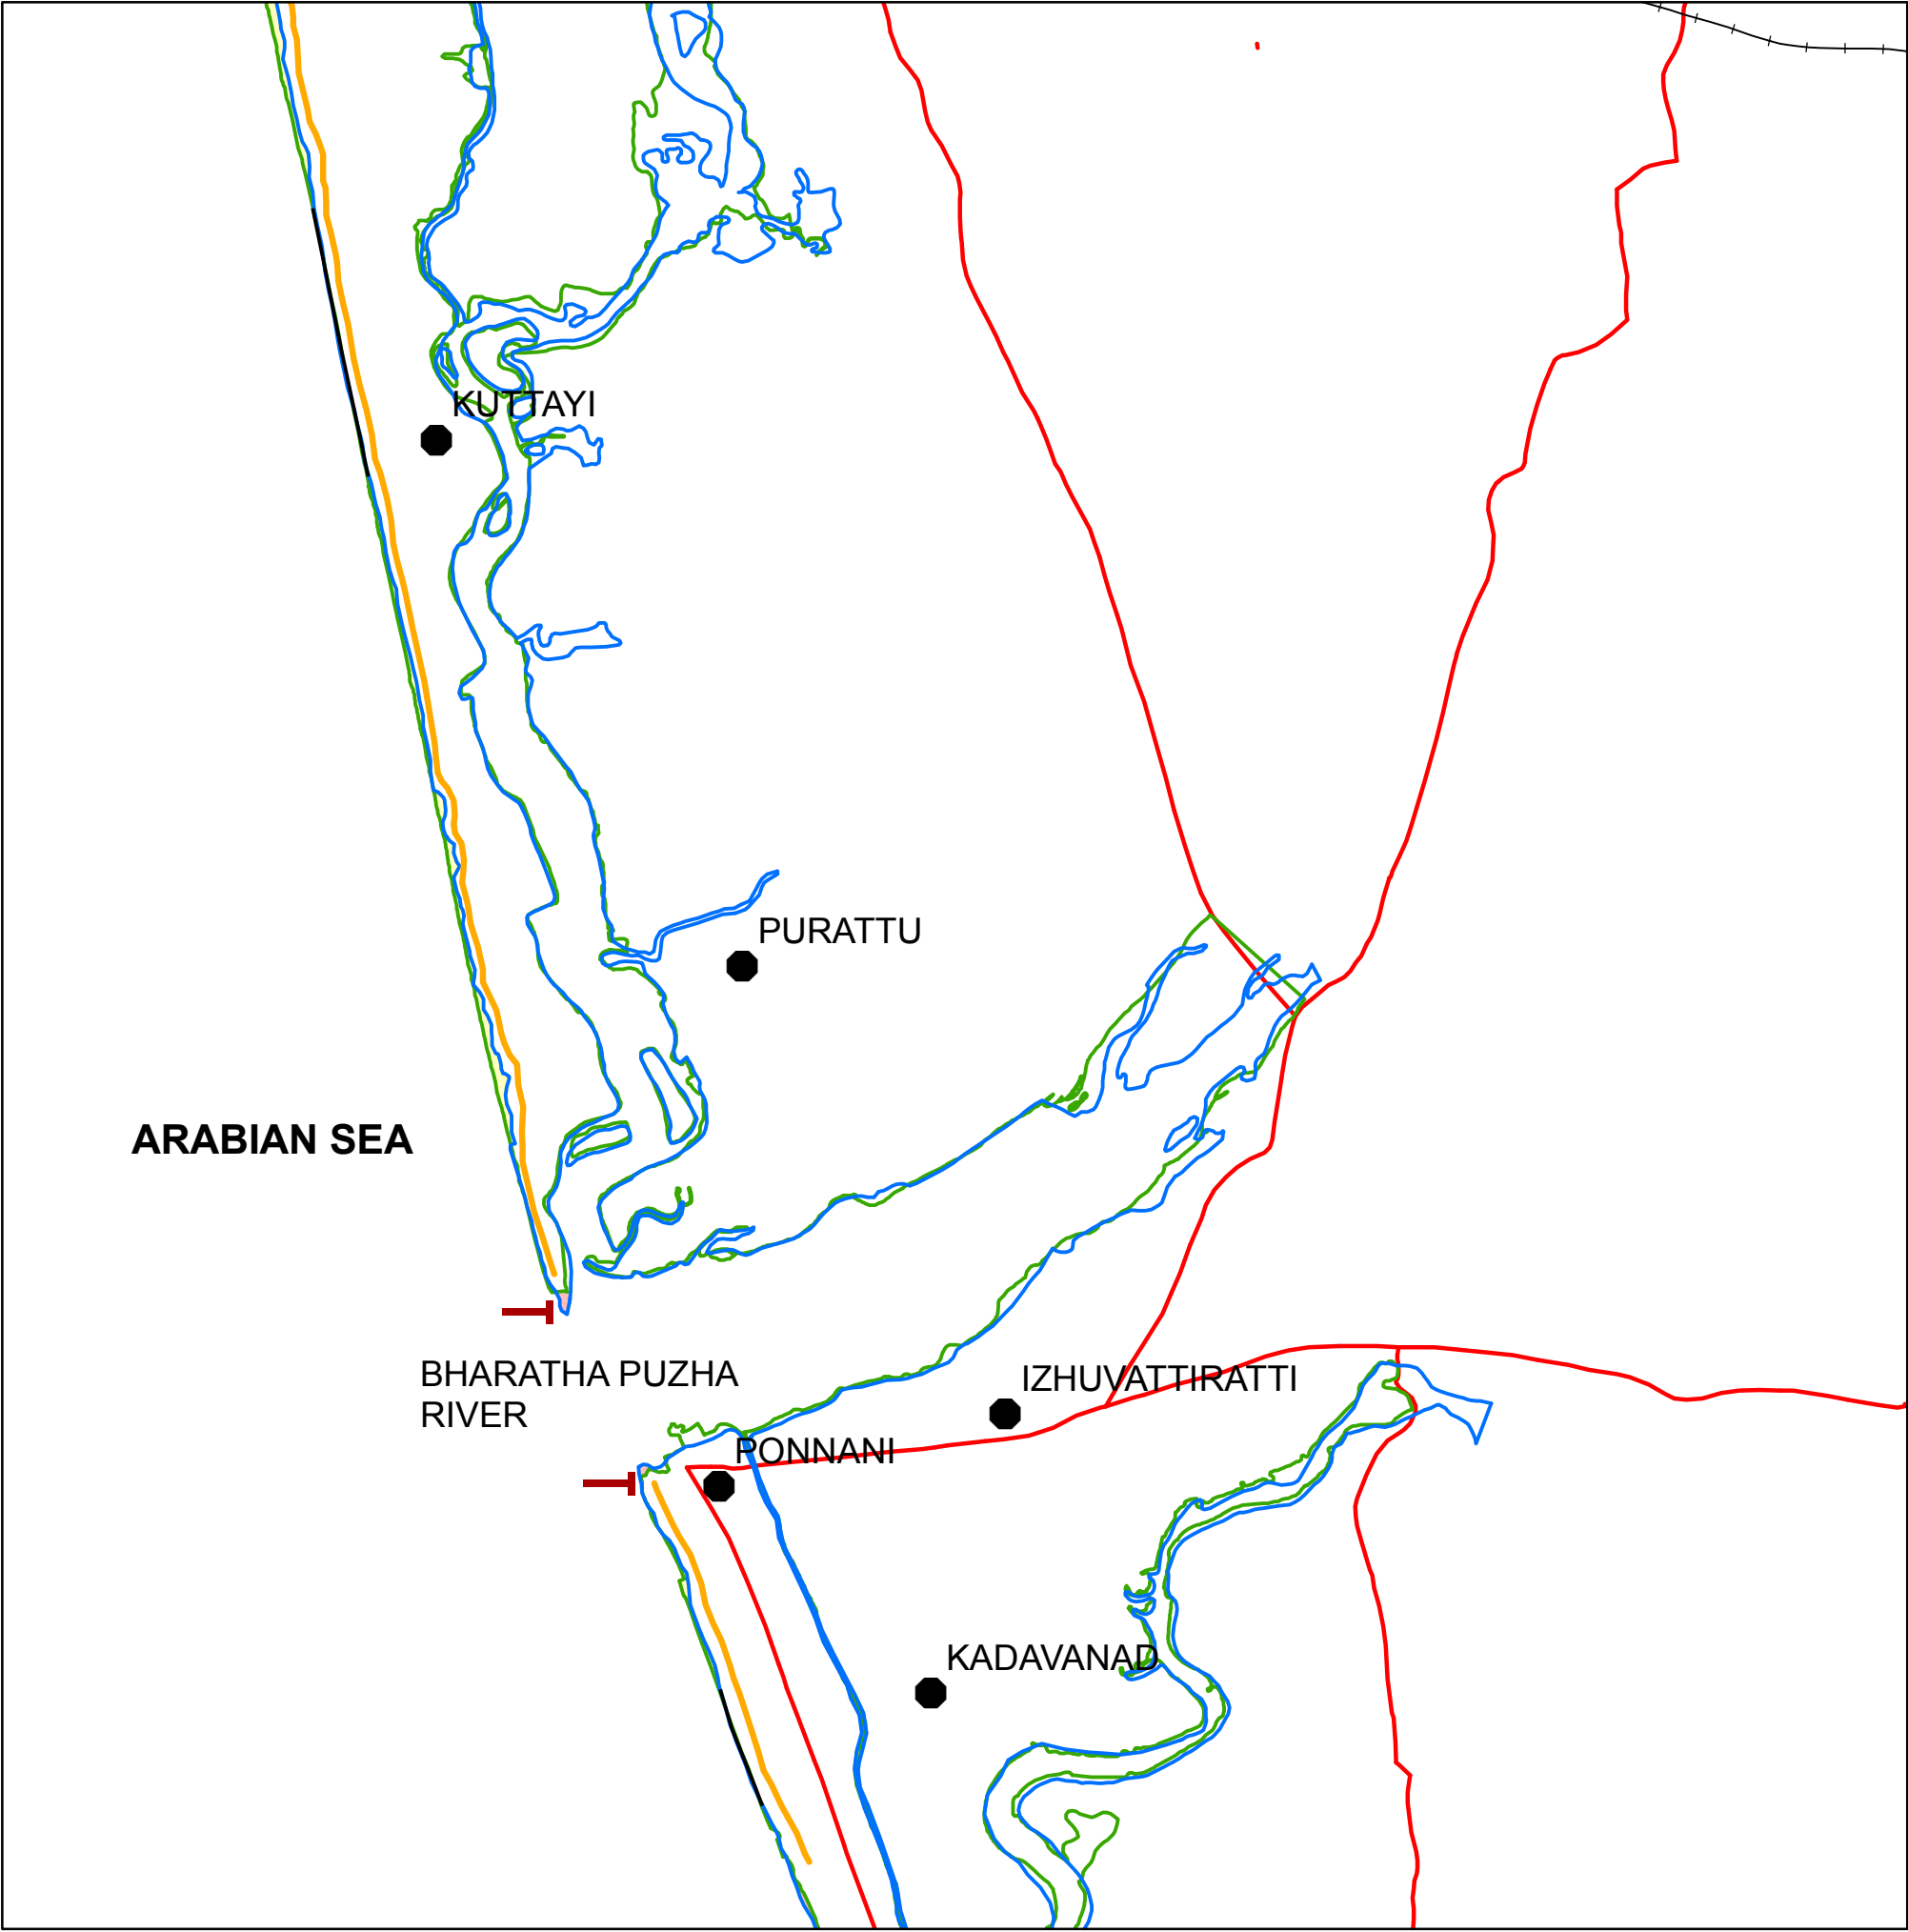 KUTTAYI
PURATTU
ARABIAN SEA
BHARATHA PUZHA
RIVER
IZHUVATTIRATTI
PONNANI
KADAVANAD